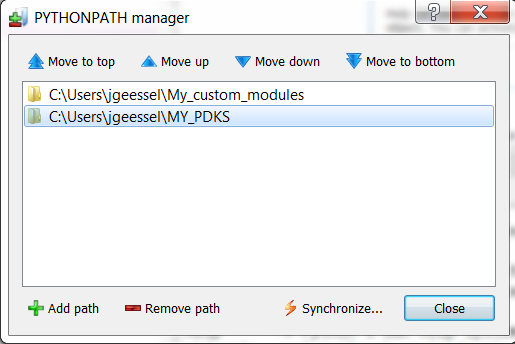 PYTHONPATH manager
Move to top Move up Move down Move to bottom
C:\Users\jgeessel\My_custom_modules
C:\Users\jgeessel\MY_PDKS
Add path Remove path Synchronize... Close